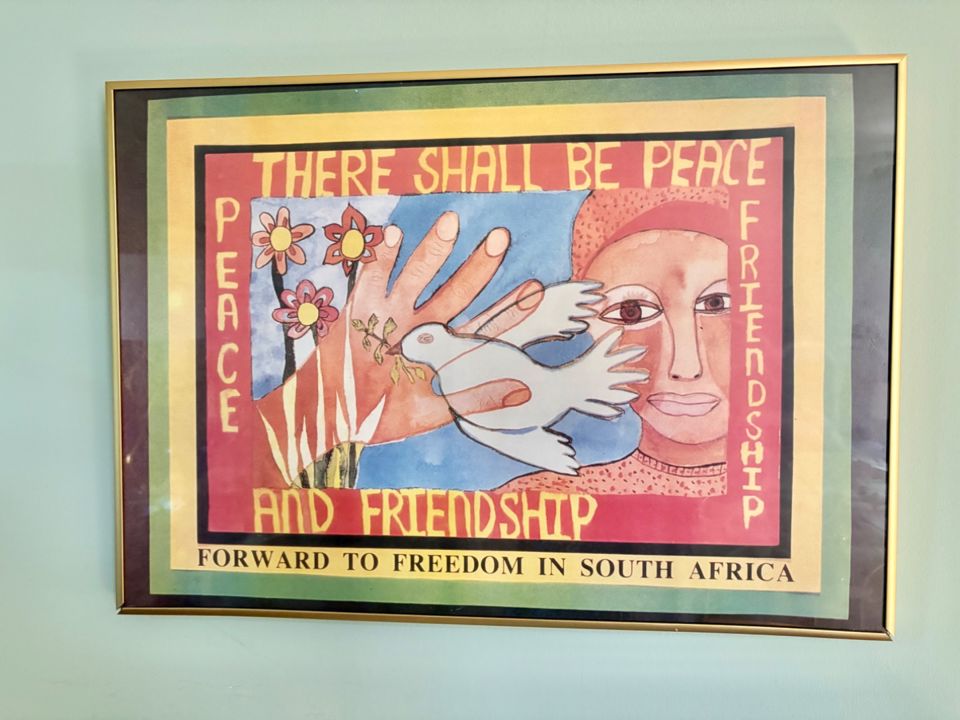 THERE SHALL BE PEACE
PEACE
FRIENDSHIP
AND FRIENDSHIP
FORWARD TO FREEDOM IN SOUTH AFRICA